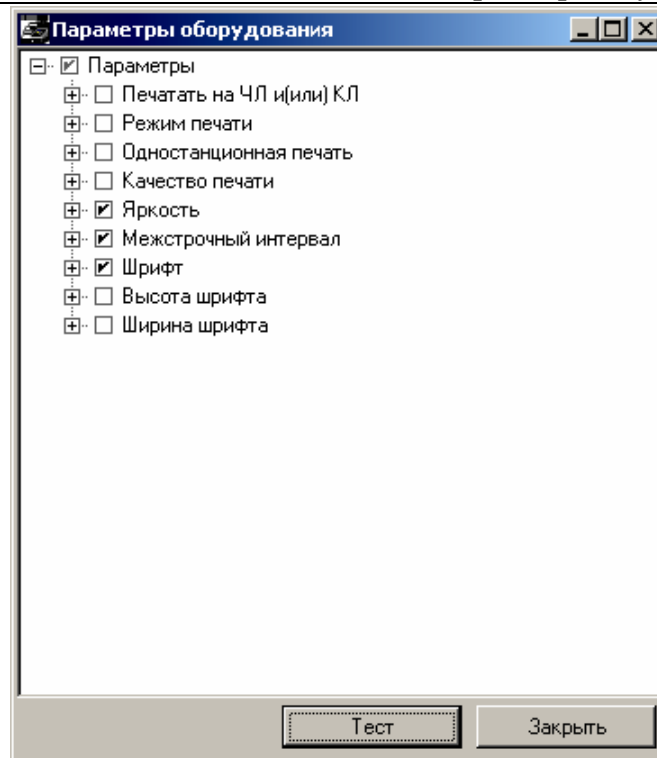 Параметры оборудования
Параметры
Печатать на ЧЛ и(или) КЛ
Режим печати
Одностанционная печать
Качество печати
Яркость
Межстрочный интервал
Шрифт
Высота шрифта
Ширина шрифта
Тест
Закрыть